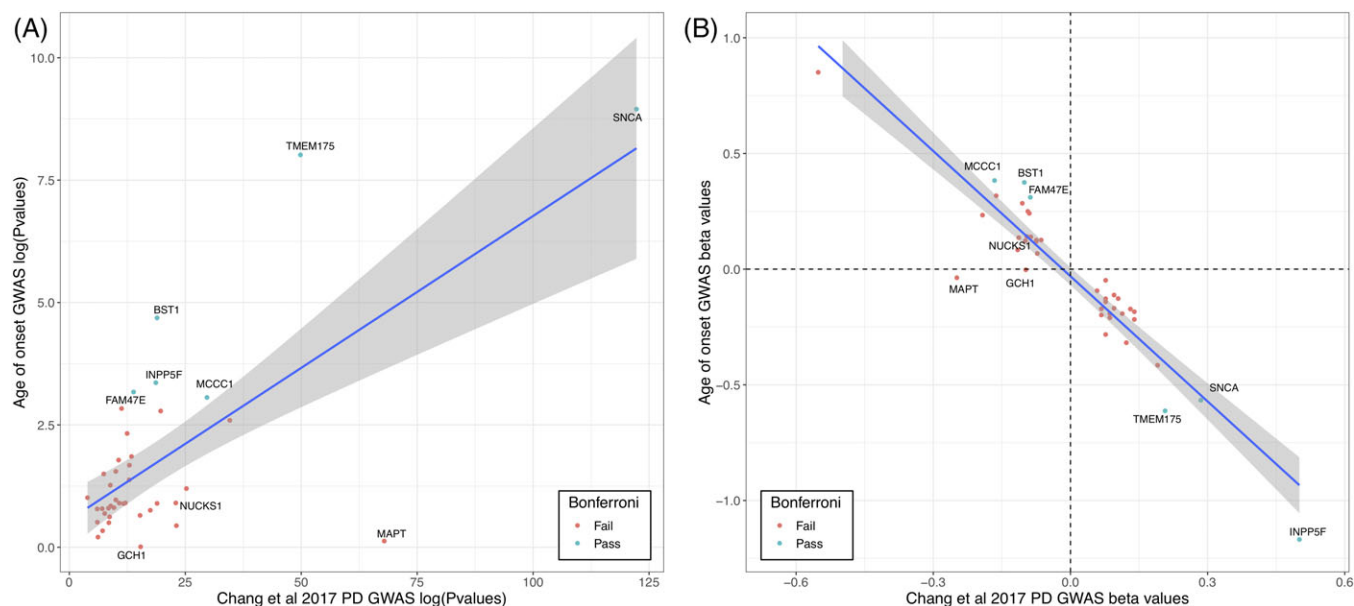 (A)
Age of onset GWAS log(Pvalues)
10.0
7.5
5.0
2.5
0.0
SNCA
TMEM175
BST1
INPP5F
MCCC1
FAM47E
NUCKS1
MAPT
GCH1
Bonferroni
Fail
Pass
0 25 50 75 100 125
Chang et al 2017 PD GWAS log(Pvalues)
(B)
Age of onset GWAS beta values
1.0
0.5
0.0
−0.5
−1.0
MCCC1
BST1
FAM47E
NUCKS1
MAPT
GCH1
SNCA
TMEM175
INPP5F
Bonferroni
Fail
Pass
−0.6 −0.3 0.0 0.3 0.6
Chang et al 2017 PD GWAS beta values